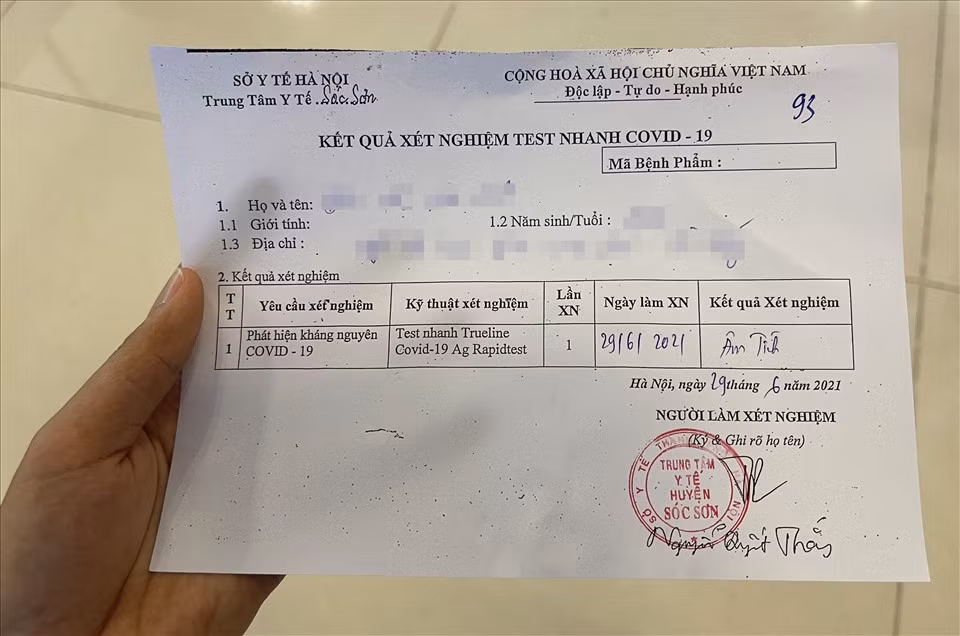 SỞ Y TẾ HÀ NỘI
Trung Tâm Y Tế .Sóc.Sơn.
CỘNG HOÀ XÃ HỘI CHỦ NGHĨA VIỆT NAM
Độc lập - Tự do - Hạnh phúc
93
KẾT QUẢ XÉT NGHIỆM TEST NHANH COVID - 19
Mã Bệnh Phẩm :
1. Họ và tên:
1.1 Giới tính:
1.2 Năm sinh/Tuổi :
1.3 Địa chỉ :
2. Kết quả xét nghiệm
TT Yêu cầu xét nghiệm Kỹ thuật xét nghiệm Lần XN Ngày làm XN Kết quả Xét nghiệm
1 Phát hiện kháng nguyên COVID - 19 Test nhanh Trueline Covid-19 Ag Rapidtest 1 29/6/2021 Âm Tính
Hà Nội, ngày 29 tháng 6 năm 2021
NGƯỜI LÀM XÉT NGHIỆM
(Ký & Ghi rõ họ tên)
TRUNG TÂM
Y TẾ
HUYỆN
SÓC SƠN
SỞ Y TẾ THÀNH PHỐ HÀ NỘI